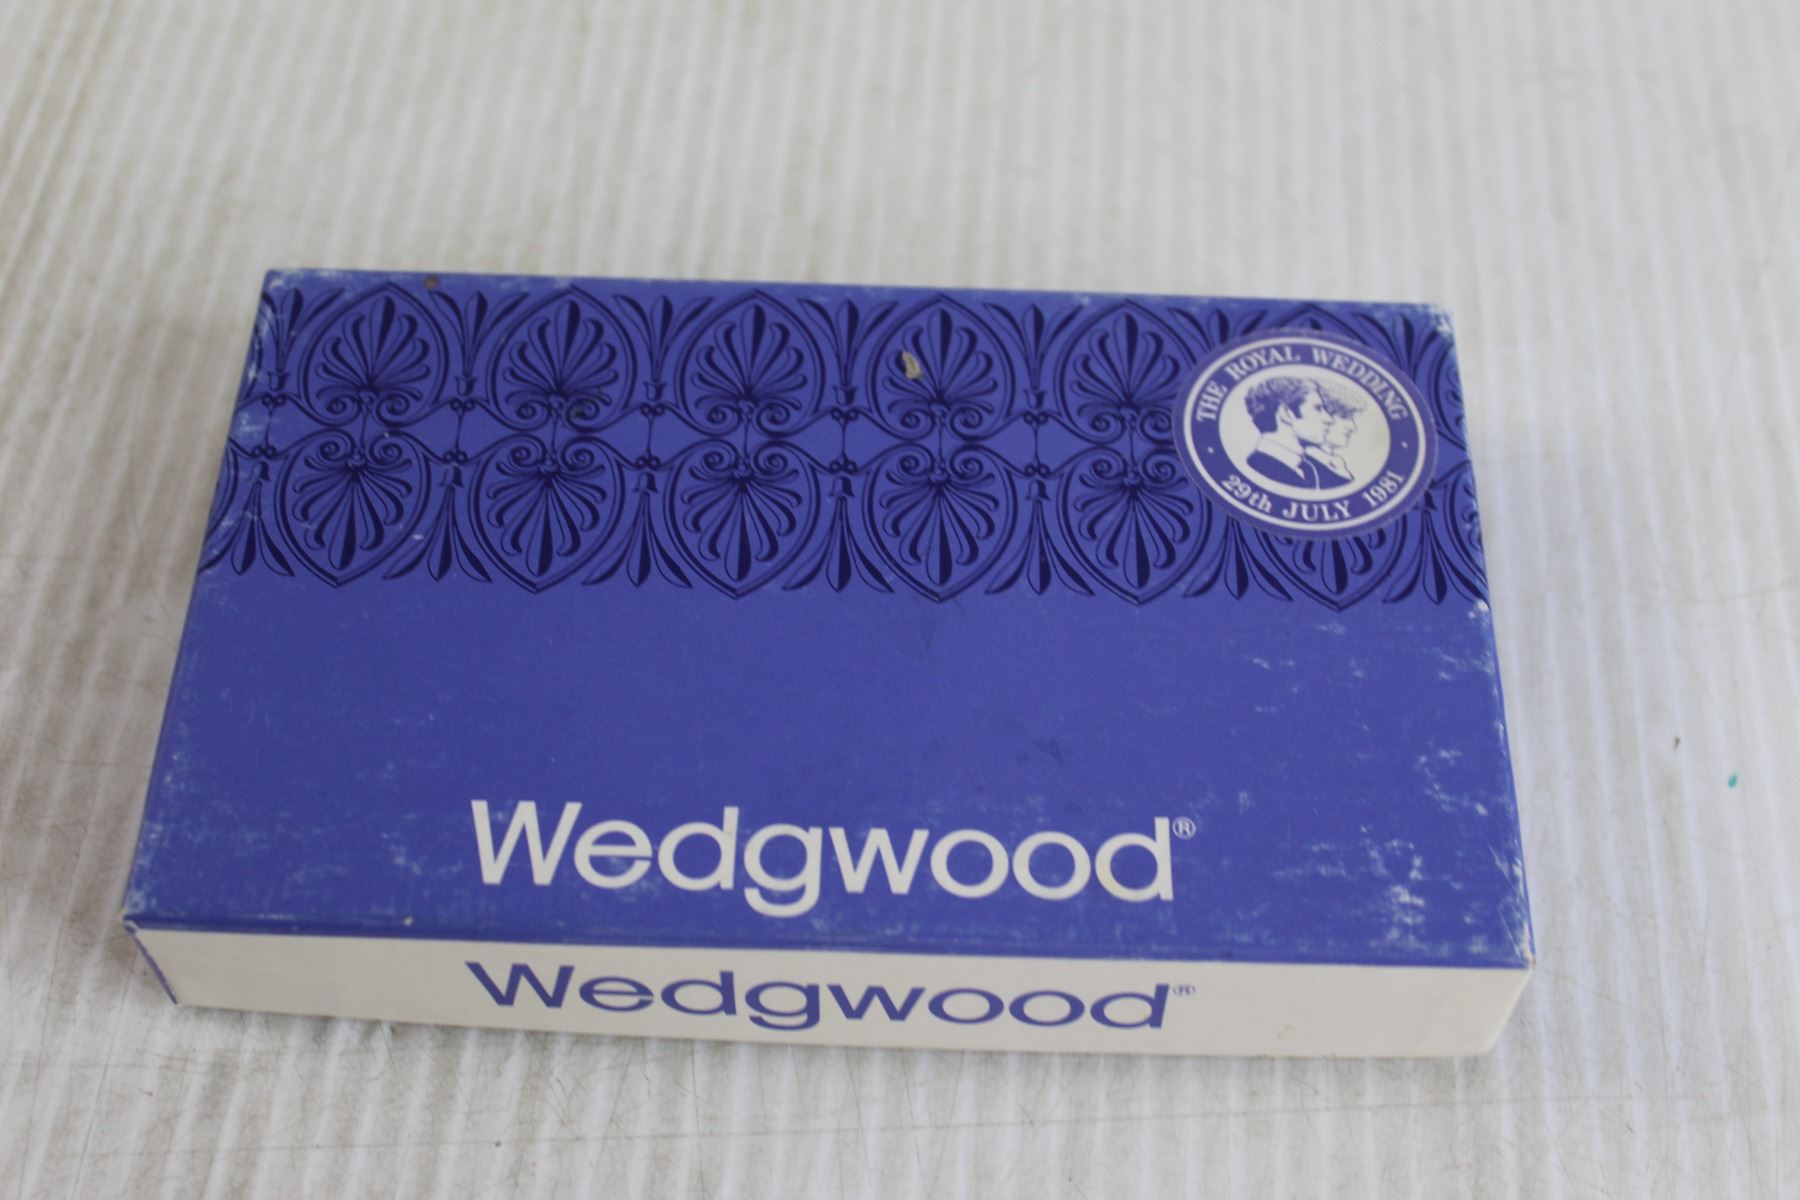 THE ROYAL WEDDING
· 29th JULY 1981 ·
Wedgwood®
Wedgwood®